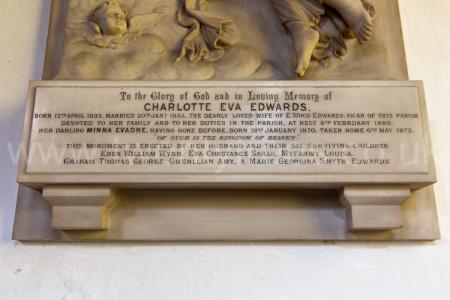 To the Glory of God and in Loving Memory of
CHARLOTTE EVA EDWARDS,
BORN 12TH APRIL 1833, MARRIED 20TH JANY 1853, THE DEARLY LOVED WIFE OF E. WOOD EDWARDS, VICAR OF THIS PARISH
DEVOTED TO HER FAMILY AND TO HER DUTIES IN THE PARISH, AT REST 8TH FEBRUARY 1885.
HER DARLING MINNA EVADNE, HAVING GONE BEFORE, BORN 31ST JANUARY 1870, TAKEN HOME 6TH MAY 1873.
"OF SUCH IS THE KINGDOM OF HEAVEN."
THIS MONUMENT IS ERECTED BY HER HUSBAND AND THEIR SIX SURVIVING CHILDREN
EBEN WILLIAM WYNN, EVA CONSTANCE SARAH, MYFANWY LOUISA,
GRAHAM THOMAS GEORGE, GWENLLIAN AMY, & MARIE GEORGINA SMYTH EDWARDS